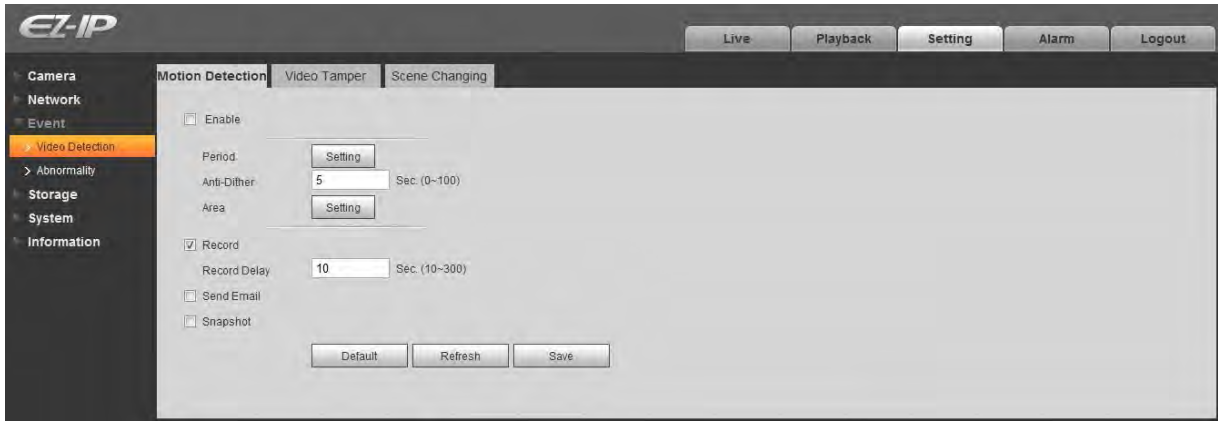 EZ-IP
Live Playback Setting Alarm Logout
Camera
Network
Event
Video Detection
Abnormality
Storage
System
Information
Motion Detection Video Tamper Scene Changing
Enable
Period Setting
Anti-Dither 5 Sec. (0~100)
Area Setting
Record
Record Delay 10 Sec. (10~300)
Send Email
Snapshot
Default Refresh Save